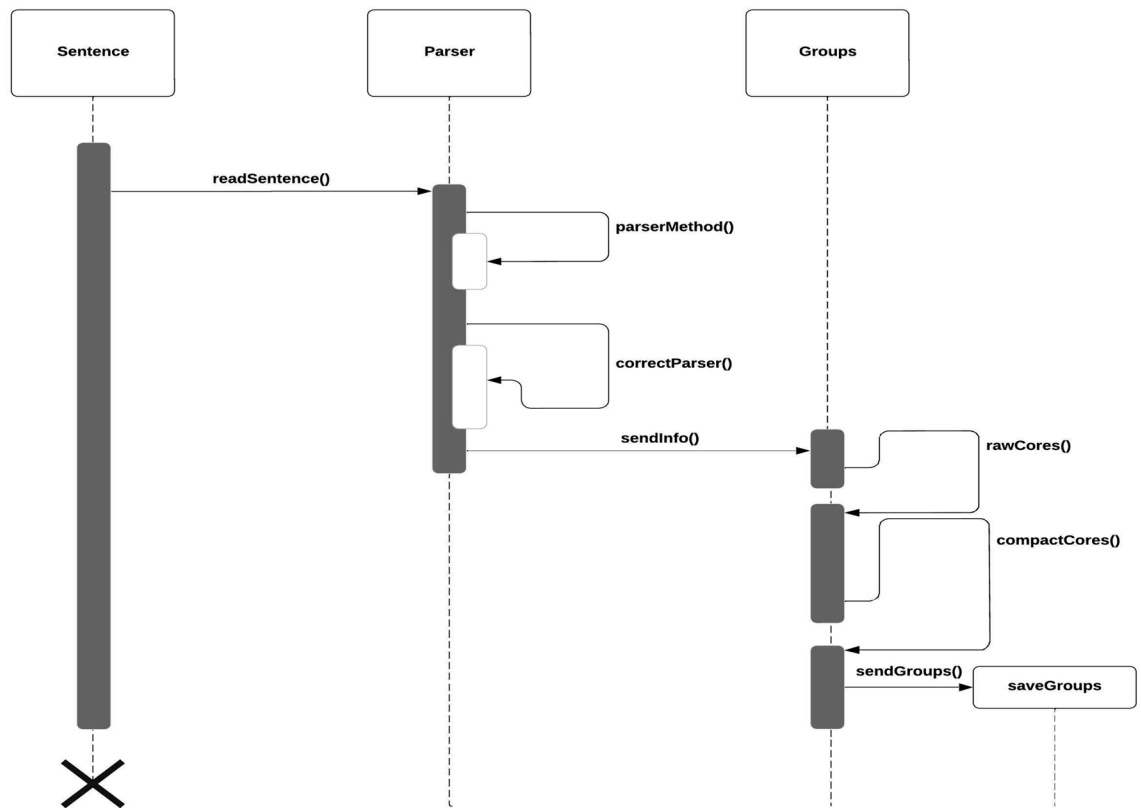 Sentence
Parser
Groups
readSentence()
parserMethod()
correctParser()
sendInfo()
rawCores()
compactCores()
sendGroups()
saveGroups